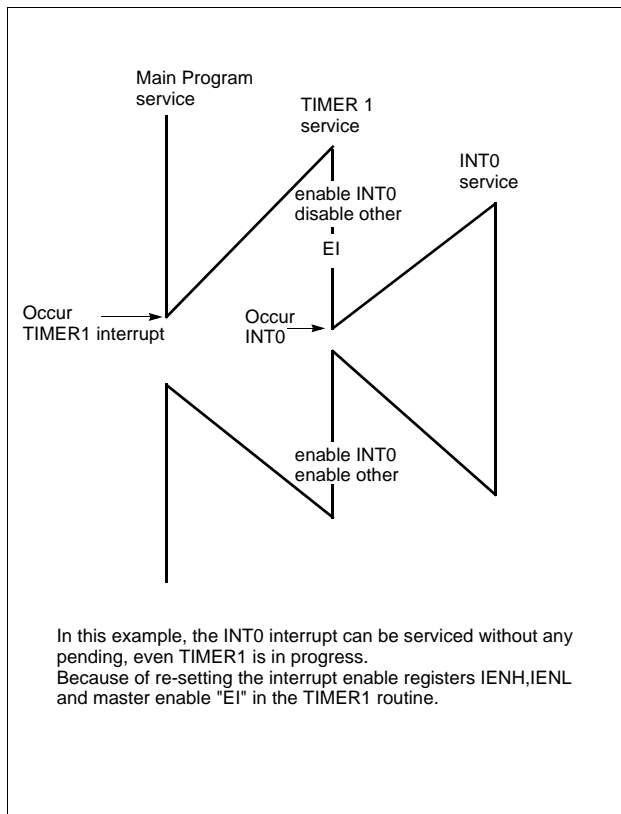 Main Program
service
TIMER 1
service
INT0
service
enable INT0
disable other
EI
Occur
TIMER1 interrupt
Occur
INT0
enable INT0
enable other
In this example, the INT0 interrupt can be serviced without any
pending, even TIMER1 is in progress.
Because of re-setting the interrupt enable registers IENH,IENL
and master enable "EI" in the TIMER1 routine.